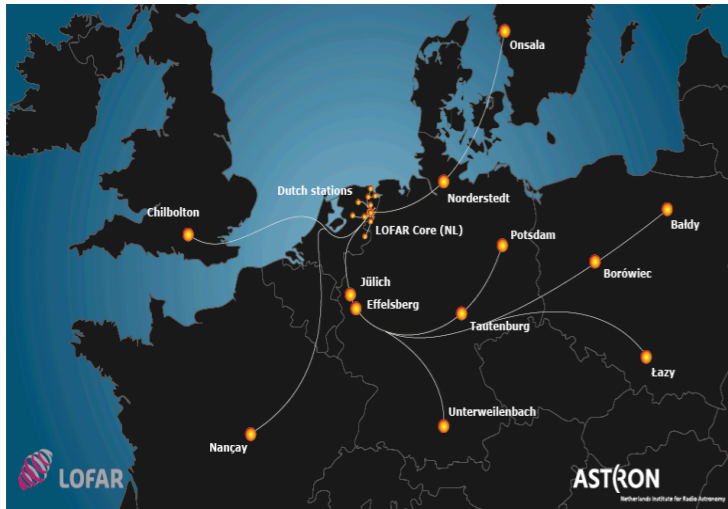 Onsala
Dutch stations
Norderstedt
Chilbolton
LOFAR Core (NL)
Potsdam
Bałdy
Borówiec
Jülich
Effelsberg
Tautenburg
Łazy
Unterweilenbach
Nançay
LOFAR
ASTRON
Netherlands Institute for Radio Astronomy